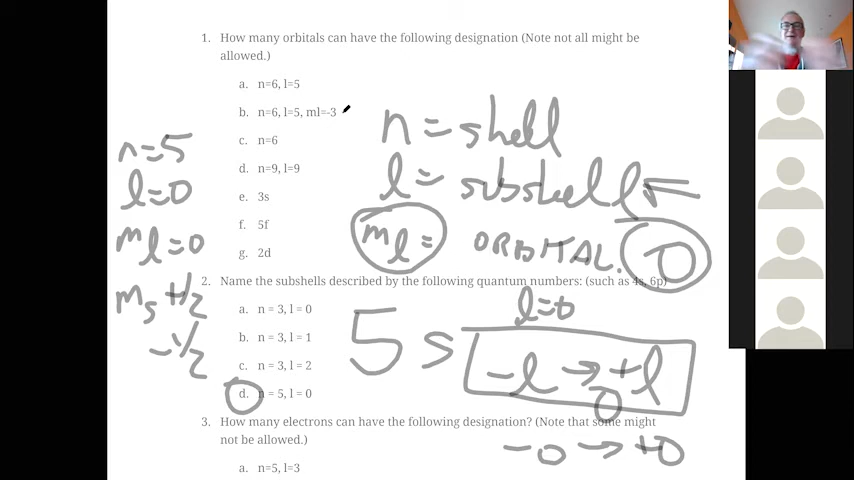 1. How many orbitals can have the following designation (Note not all might be
allowed.)
a. n=6, l=5
b. n=6, l=5, ml=-3
c. n=6
d. n=9, l=9
e. 3s
f. 5f
g. 2d
2. Name the subshells described by the following quantum numbers: (such as 4s, 6p)
a. n = 3, l = 0
b. n = 3, l = 1
c. n = 3, l = 2
d. n = 5, l = 0
3. How many electrons can have the following designation? (Note that some might
not be allowed.)
a. n=5, l=3
n=5
l=0
ml=0
ms +1/2
-1/2
n = shell
l = subshell l=
ml = ORBITAL. 0
5s
l=0
-l → +l
0
-0 → +0